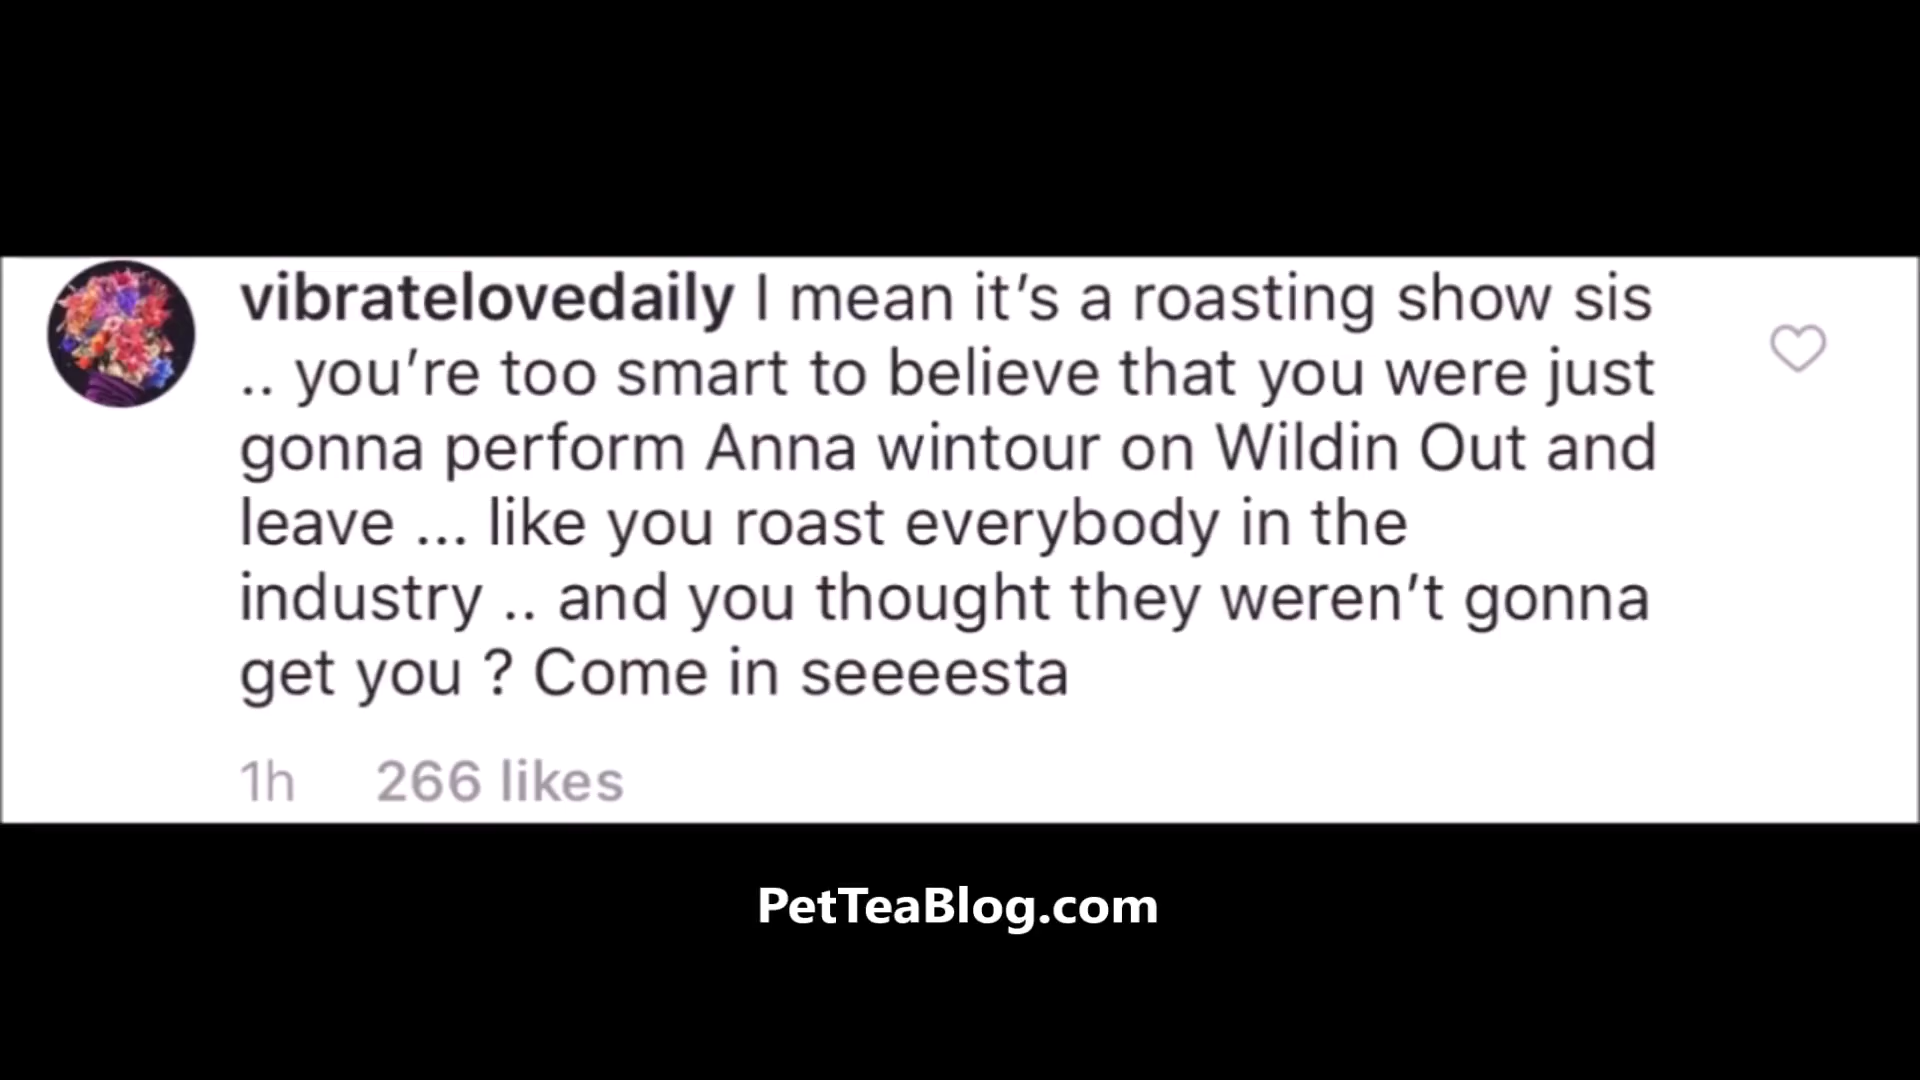 vibratelovedaily I mean it’s a roasting show sis
.. you’re too smart to believe that you were just
gonna perform Anna wintour on Wildin Out and
leave ... like you roast everybody in the
industry .. and you thought they weren’t gonna
get you ? Come in seeeesta
1h 266 likes
PetTeaBlog.com